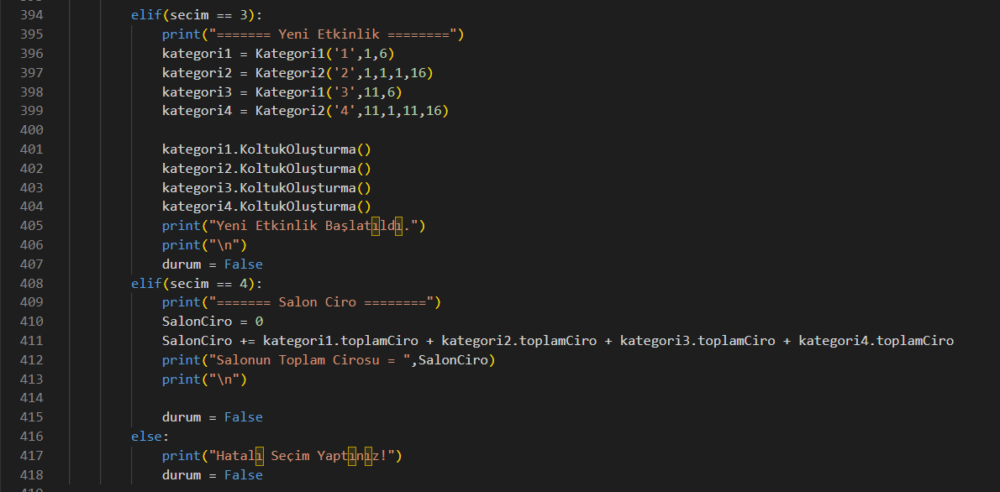 394 elif(secim == 3):
395 print("======= Yeni Etkinlik ========")
396 kategori1 = Kategori1('1',1,6)
397 kategori2 = Kategori2('2',1,1,1,16)
398 kategori3 = Kategori1('3',11,6)
399 kategori4 = Kategori2('4',11,1,11,16)
400
401 kategori1.KoltukOluşturma()
402 kategori2.KoltukOluşturma()
403 kategori3.KoltukOluşturma()
404 kategori4.KoltukOluşturma()
405 print("Yeni Etkinlik Başlatıldı.")
406 print("\n")
407 durum = False
408 elif(secim == 4):
409 print("======= Salon Ciro ========")
410 SalonCiro = 0
411 SalonCiro += kategori1.toplamCiro + kategori2.toplamCiro + kategori3.toplamCiro + kategori4.toplamCiro
412 print("Salonun Toplam Cirosu = ",SalonCiro)
413 print("\n")
414
415 durum = False
416 else:
417 print("Hatalı Seçim Yaptınız!")
418 durum = False